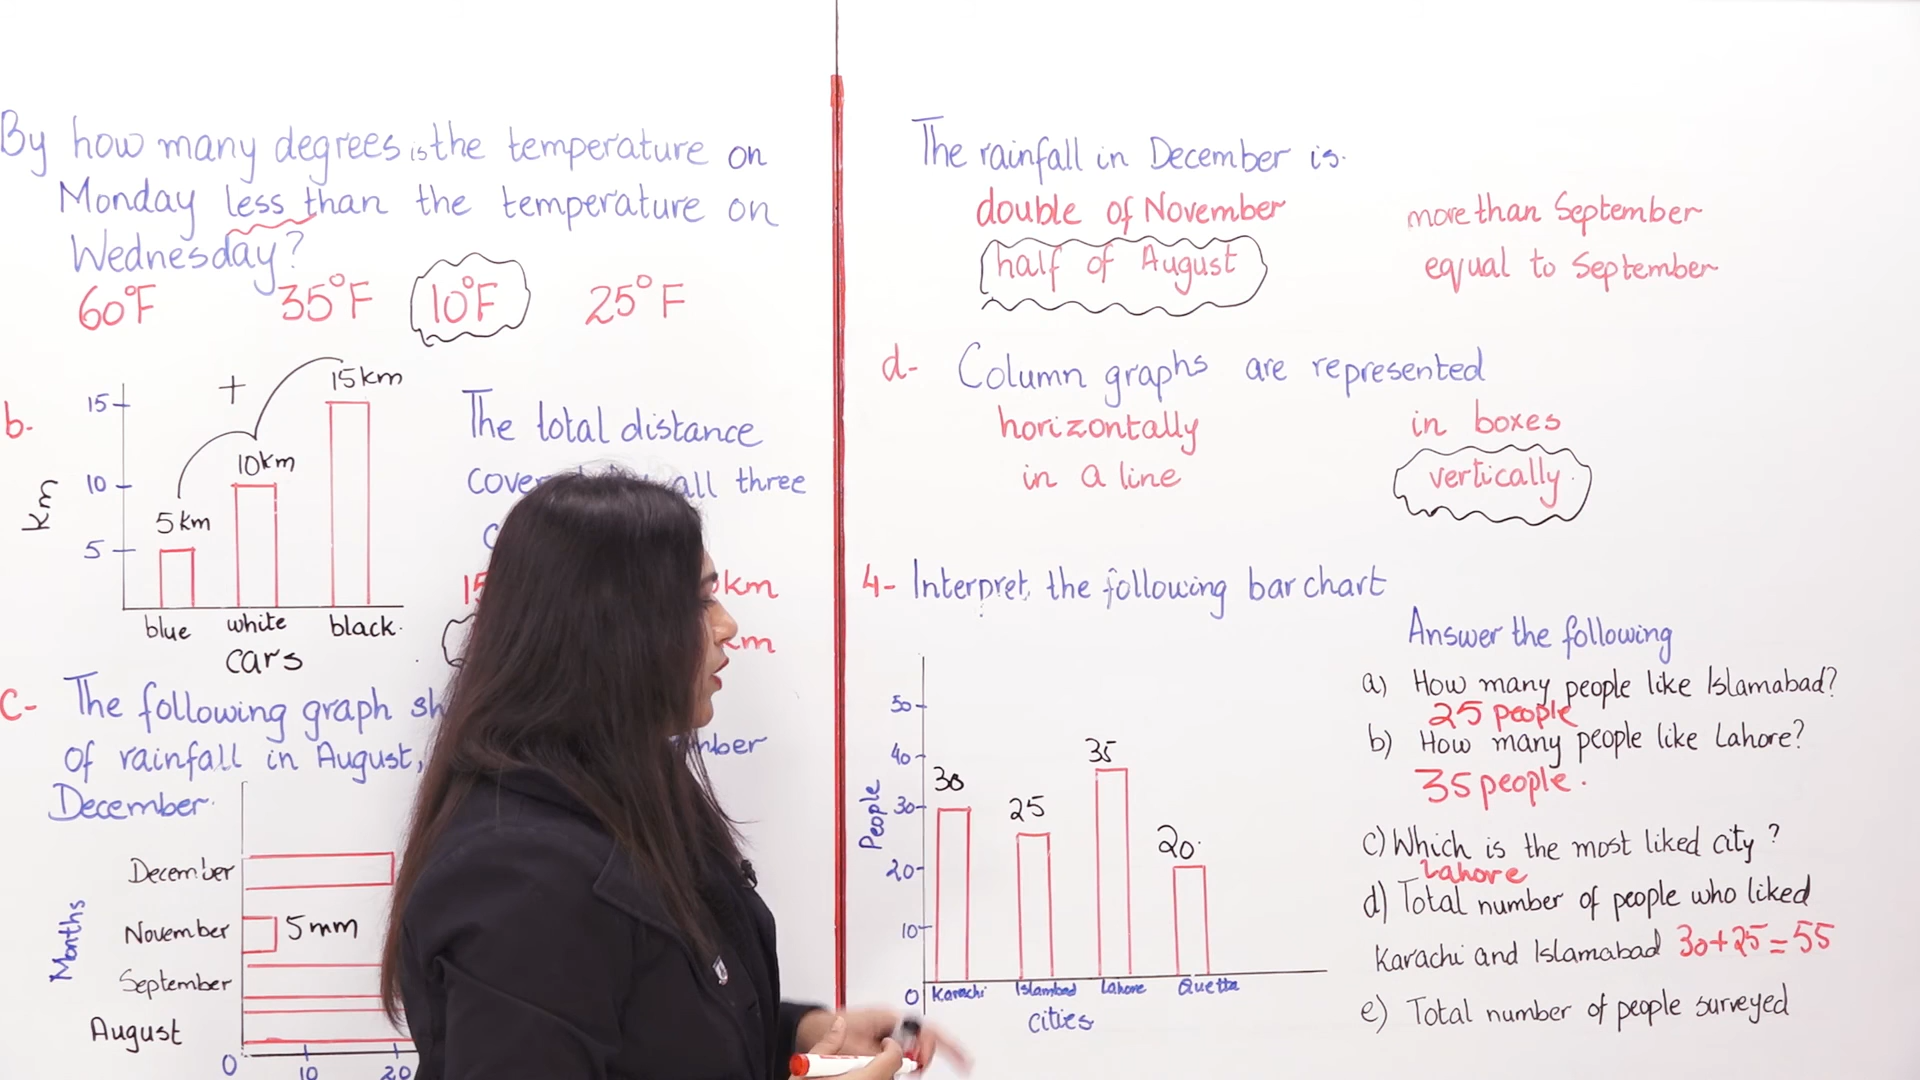 By how many degrees is the temperature on
Monday less than the temperature on
Wednesday?
60°F 35°F 10°F 25°F
b-
+
15km
10km
5km
15
10
5
km
blue white black.
cars
The total distance
all three
15
km
km
C- The following graph
of rainfall in August,
December.
December
November 5mm
September
August
Months
0 10 20
The rainfall in December is.
double of November more than September
half of August equal to September
d- Column graphs are represented
horizontally in boxes
in a line vertically.
4- Interpret the following bar chart
50
40
30
20
10
0
People
30
25
35
20.
Karachi Islambad Lahore Quetta
cities
Answer the following
a) How many people like Islamabad?
25 people
b) How many people like Lahore?
35 people.
c) Which is the most liked city?
Lahore
d) Total number of people who liked
Karachi and Islamabad 30+25=55
e) Total number of people surveyed